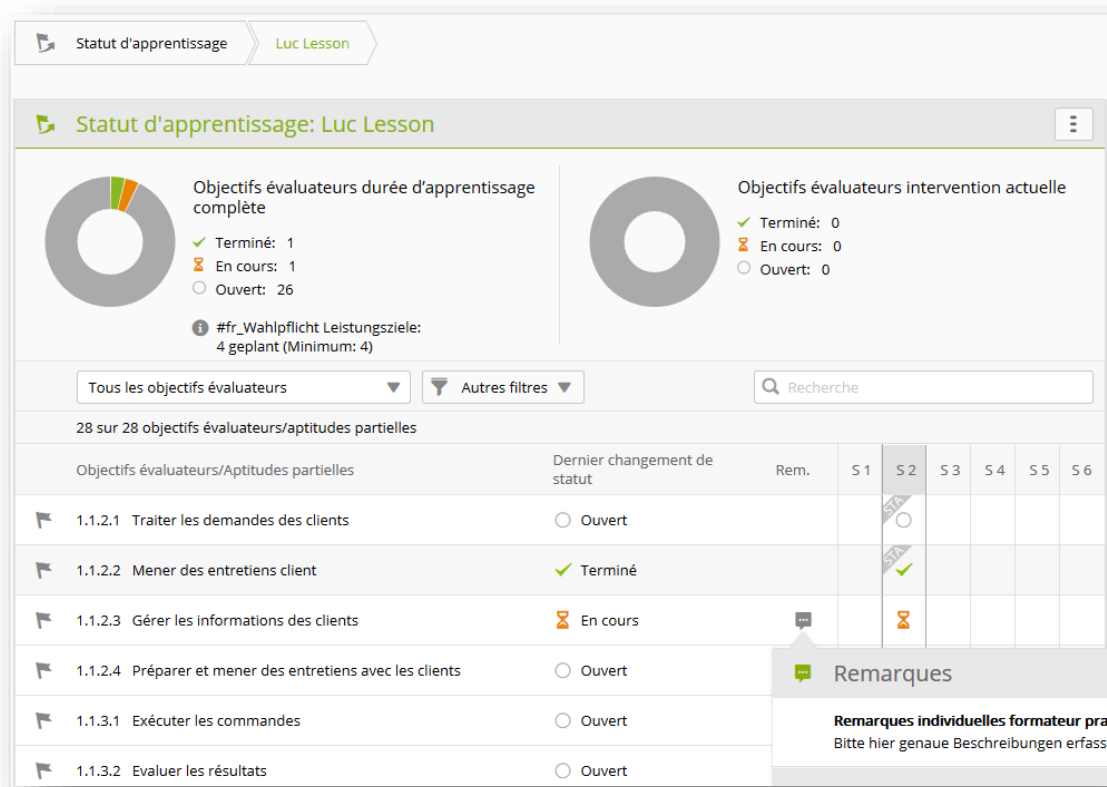 Statut d'apprentissage
Luc Lesson
Statut d'apprentissage: Luc Lesson
Objectifs évaluateurs durée d’apprentissage
complète
Terminé: 1
En cours: 1
Ouvert: 26
#fr_Wahlpflicht Leistungsziele:
4 geplant (Minimum: 4)
Objectifs évaluateurs intervention actuelle
Terminé: 0
En cours: 0
Ouvert: 0
Tous les objectifs évaluateurs
Autres filtres
Recherche
28 sur 28 objectifs évaluateurs/aptitudes partielles
Objectifs évaluateurs/Aptitudes partielles
Dernier changement de
statut
Rem.
S 1
S 2
S 3
S 4
S 5
S 6
1.1.2.1 Traiter les demandes des clients
Ouvert
STA
1.1.2.2 Mener des entretiens client
Terminé
STA
1.1.2.3 Gérer les informations des clients
En cours
1.1.2.4 Préparer et mener des entretiens avec les clients
Ouvert
Remarques
1.1.3.1 Exécuter les commandes
Ouvert
Remarques individuelles formateur pra
Bitte hier genaue Beschreibungen erfass
1.1.3.2 Evaluer les résultats
Ouvert